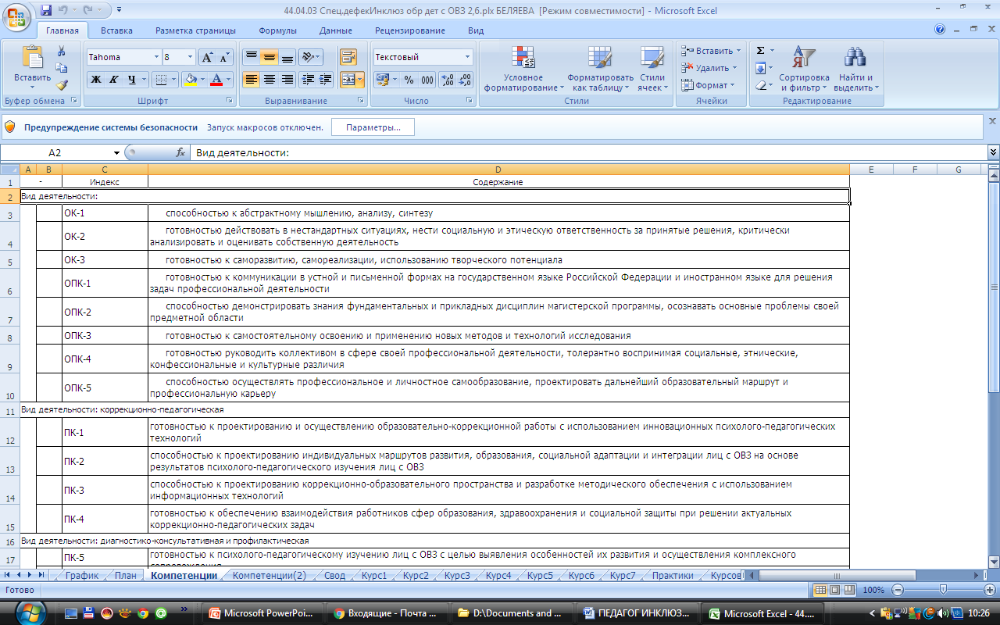 44.04.03 Спец.дефекИнклюз обр дет с ОВЗ 2,6.plx БЕЛЯЕВА [Режим совместимости] - Microsoft Excel
Главная Вставка Разметка страницы Формулы Данные Рецензирование Вид
Tahoma 8 Текстовый
Вставить
Ж К Ч % 000
Условное форматирование
Форматировать как таблицу
Стили ячеек
Вставить
Удалить
Формат
Сортировка и фильтр
Найти и выделить
Буфер обмена Шрифт Выравнивание Число Стили Ячейки Редактирование
Предупреждение системы безопасности Запуск макросов отключен. Параметры...
A2 fx Вид деятельности:
A B C D E F G
1 - Индекс Содержание
2 Вид деятельности:
3 ОК-1 способностью к абстрактному мышлению, анализу, синтезу
4 ОК-2 готовностью действовать в нестандартных ситуациях, нести социальную и этическую ответственность за принятые решения, критически
анализировать и оценивать собственную деятельность
5 ОК-3 готовностью к саморазвитию, самореализации, использованию творческого потенциала
6 ОПК-1 готовностью к коммуникации в устной и письменной формах на государственном языке Российской Федерации и иностранном языке для решения
задач профессиональной деятельности
7 ОПК-2 способностью демонстрировать знания фундаментальных и прикладных дисциплин магистерской программы, осознавать основные проблемы своей
предметной области
8 ОПК-3 готовностью к самостоятельному освоению и применению новых методов и технологий исследования
9 ОПК-4 готовностью руководить коллективом в сфере своей профессиональной деятельности, толерантно воспринимая социальные, этнические,
конфессиональные и культурные различия
10 ОПК-5 способностью осуществлять профессиональное и личностное самообразование, проектировать дальнейший образовательный маршрут и
профессиональную карьеру
11 Вид деятельности: коррекционно-педагогическая
12 ПК-1 готовностью к проектированию и осуществлению образовательно-коррекционной работы с использованием инновационных психолого-педагогических
технологий
13 ПК-2 способностью к проектированию индивидуальных маршрутов развития, образования, социальной адаптации и интеграции лиц с ОВЗ на основе
результатов психолого-педагогического изучения лиц с ОВЗ
14 ПК-3 способностью к проектированию коррекционно-образовательного пространства и разработке методического обеспечения с использованием
информационных технологий
15 ПК-4 готовностью к обеспечению взаимодействия работников сфер образования, здравоохранения и социальной защиты при решении актуальных
коррекционно-педагогических задач
16 Вид деятельности: диагностико-консультативная и профилактическая
17 ПК-5 готовностью к психолого-педагогическому изучению лиц с ОВЗ с целью выявления особенностей их развития и осуществления комплексного
График План Компетенции Компетенции(2) Свод Курс1 Курс2 Курс3 Курс4 Курс5 Курс6 Курс7 Практики Курсов
Готово 100%
Microsoft PowerPoi... Входящие - Почта ... D:\Documents and ... ПЕДАГОГ ИНКЛЮЗ... Microsoft Excel - 44.... 10:26